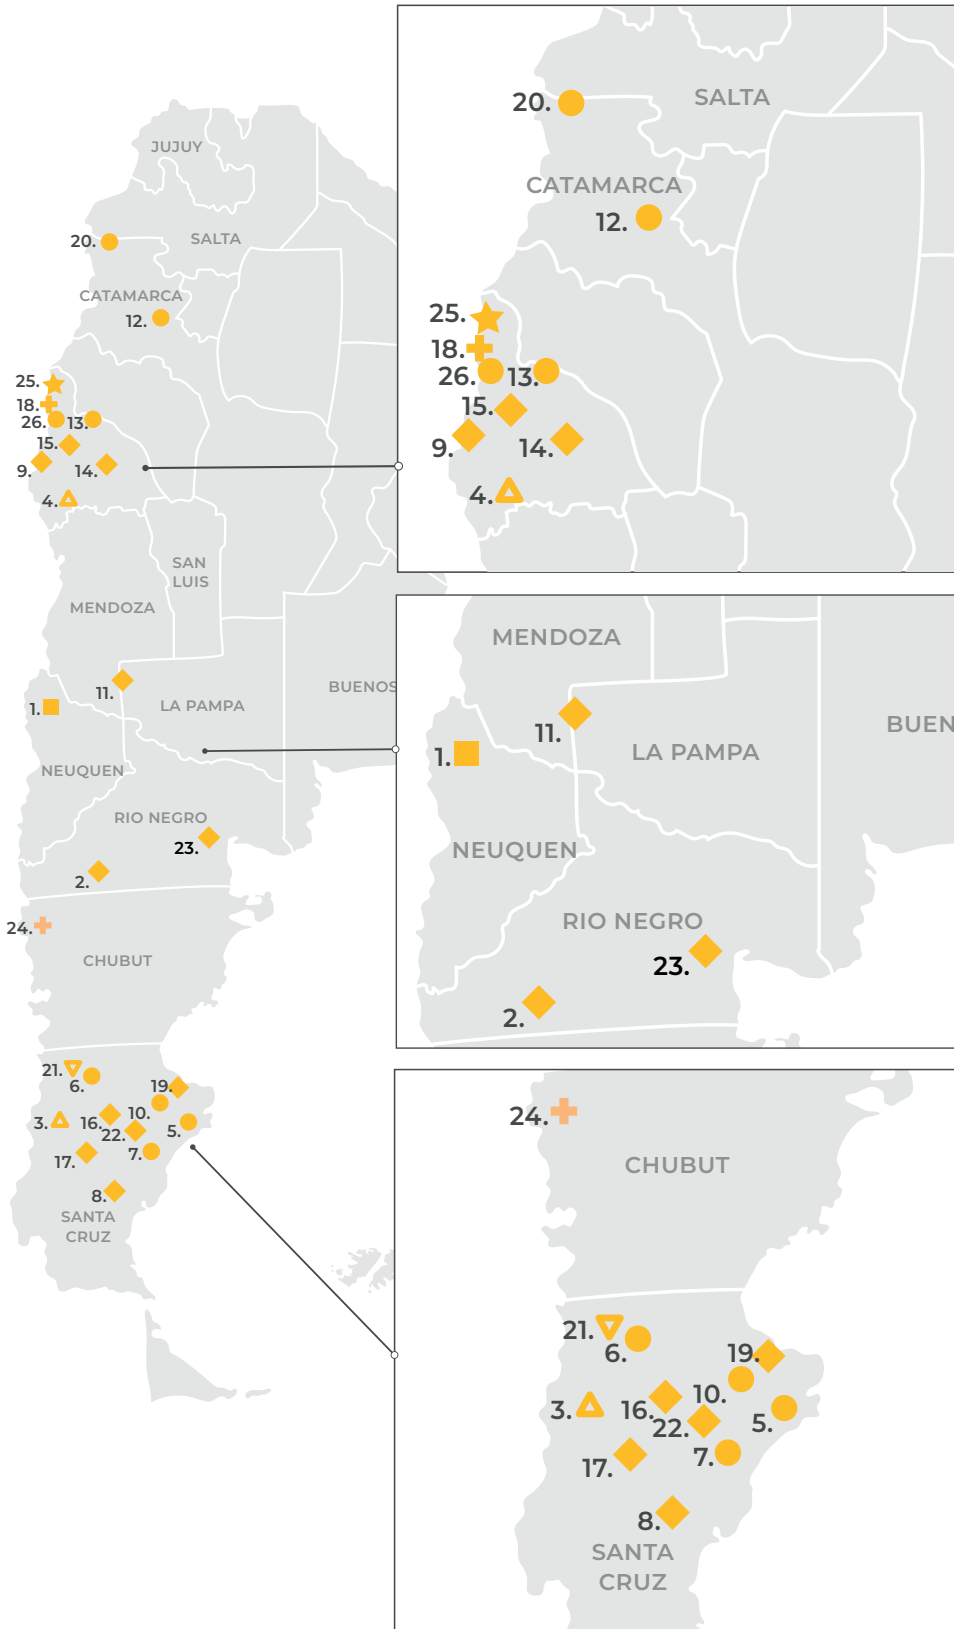 JUJUY
20.
SALTA
CATAMARCA
12.
25.
18.
26.
13.
15.
9.
14.
4.
SAN
LUIS
MENDOZA
11.
1.
LA PAMPA
BUENOS
NEUQUEN
RIO NEGRO
23.
2.
24.
CHUBUT
21.
6.
19.
10.
3.
16.
5.
22.
17.
7.
8.
SANTA
CRUZ
SALTA
20.
CATAMARCA
12.
25.
18.
26.
13.
15.
9.
14.
4.
MENDOZA
11.
BUEN
1.
LA PAMPA
NEUQUEN
RIO NEGRO
23.
2.
24.
CHUBUT
21.
6.
19.
10.
3.
16.
5.
22.
7.
17.
8.
SANTA
CRUZ